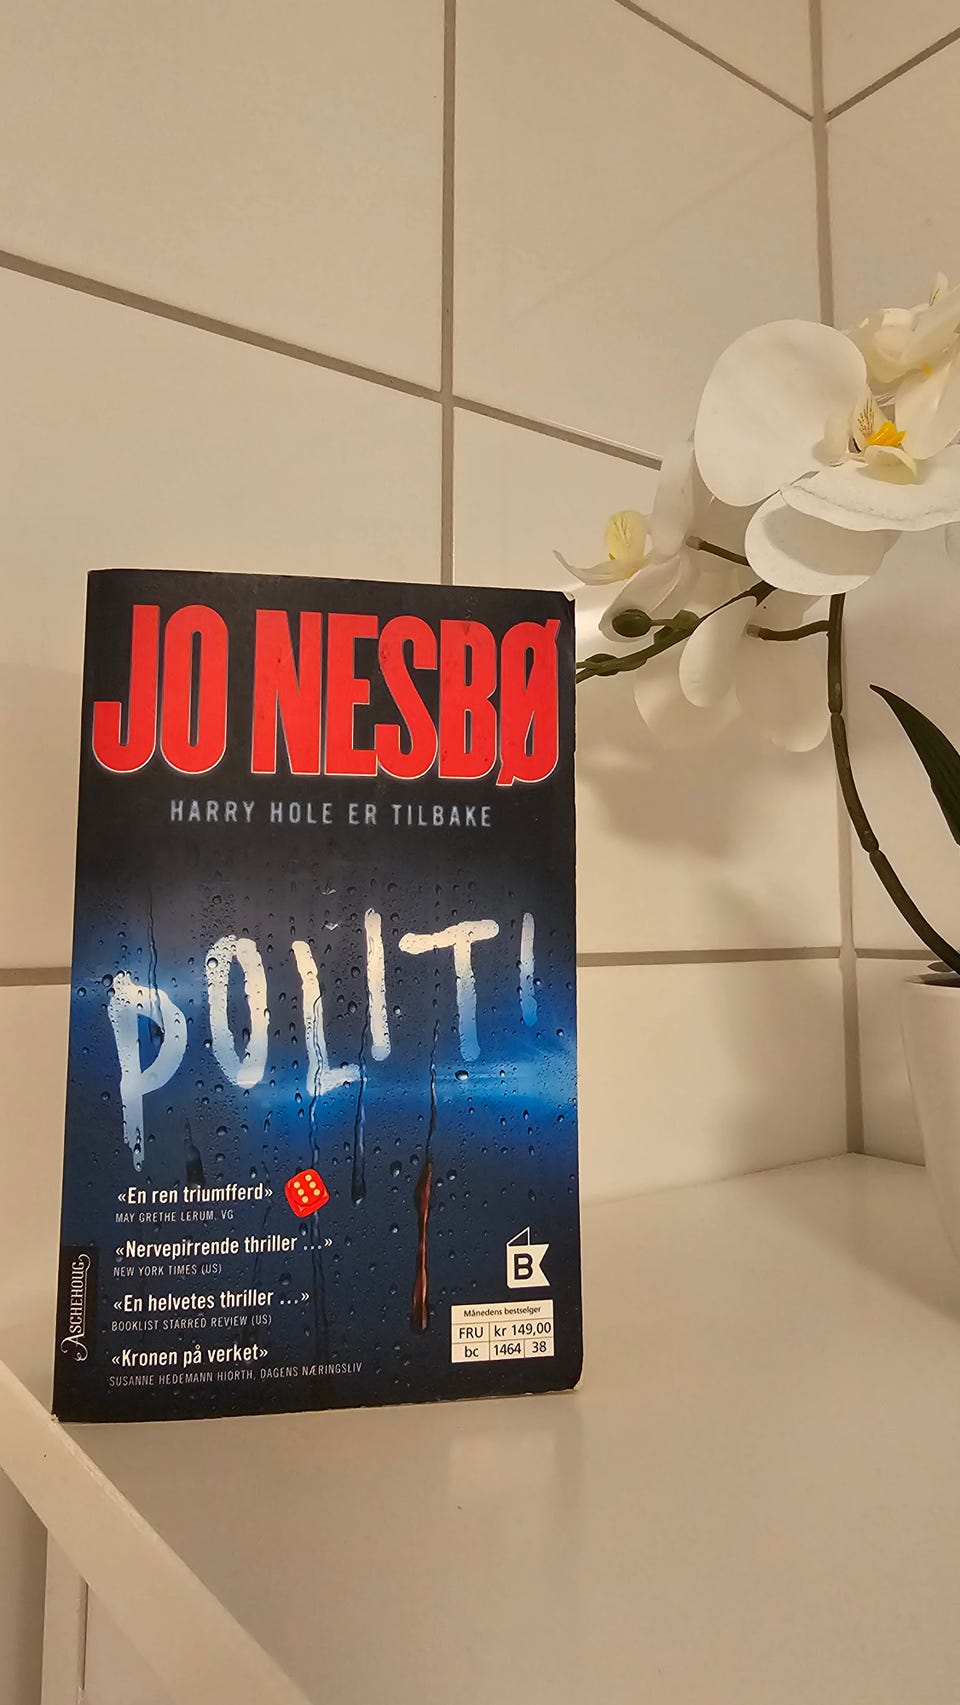 JO NESBØ
HARRY HOLE ER TILBAKE
POLITI
«En ren triumfferd»
MAY GRETHE LERUM, VG
«Nervepirrende thriller ...»
NEW YORK TIMES (US)
«En helvetes thriller ...»
BOOKLIST STARRED REVIEW (US)
«Kronen på verket»
SUSANNE HEDEMANN HIORTH, DAGENS NÆRINGSLIV
ASCHEHOUG
B
Månedens bestselger
FRU kr 149,00
bc 1464 38